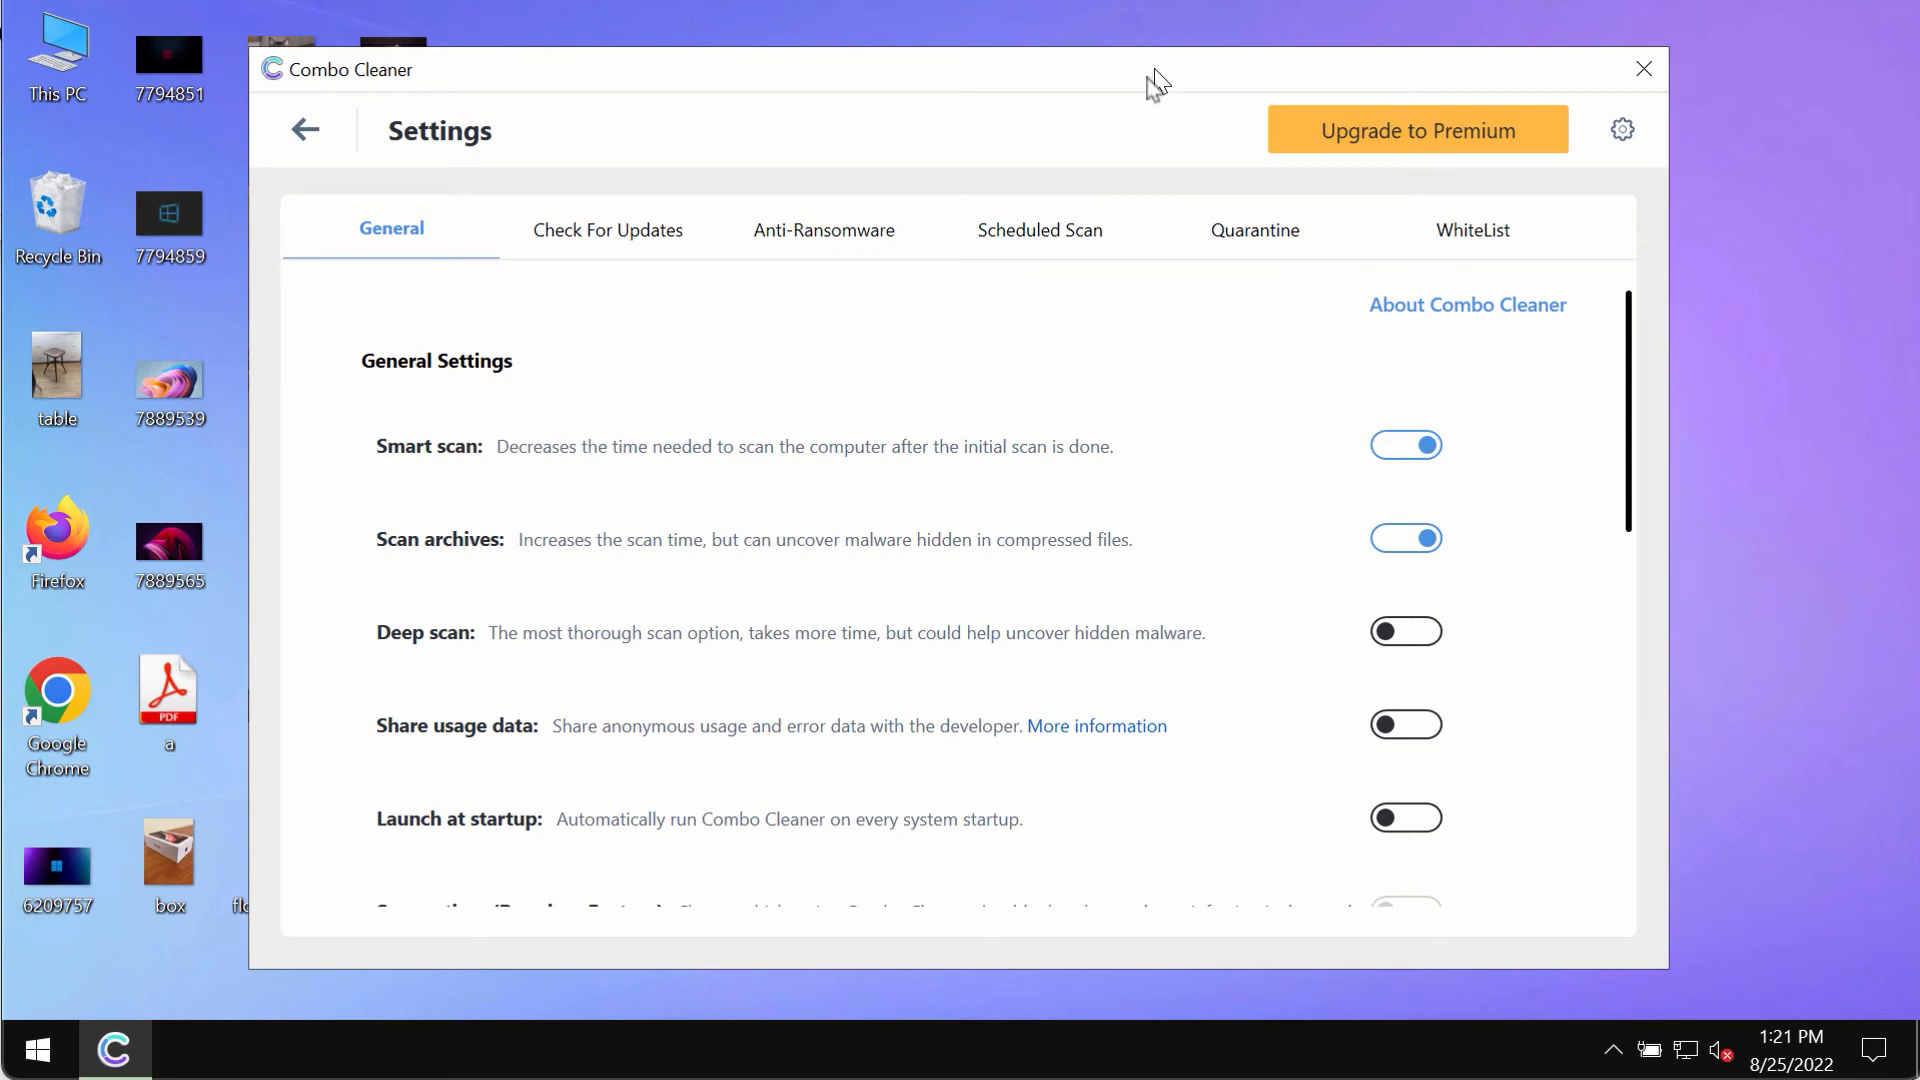 This PC
7794851
Recycle Bin
7794859
table
7889539
Firefox
7889565
Google
Chrome
a
PDF
6209757
box
Combo Cleaner
Settings
Upgrade to Premium
General
Check For Updates
Anti-Ransomware
Scheduled Scan
Quarantine
WhiteList
About Combo Cleaner
General Settings
Smart scan: Decreases the time needed to scan the computer after the initial scan is done.
Scan archives: Increases the scan time, but can uncover malware hidden in compressed files.
Deep scan: The most thorough scan option, takes more time, but could help uncover hidden malware.
Share usage data: Share anonymous usage and error data with the developer. More information
Launch at startup: Automatically run Combo Cleaner on every system startup.
1:21 PM
8/25/2022